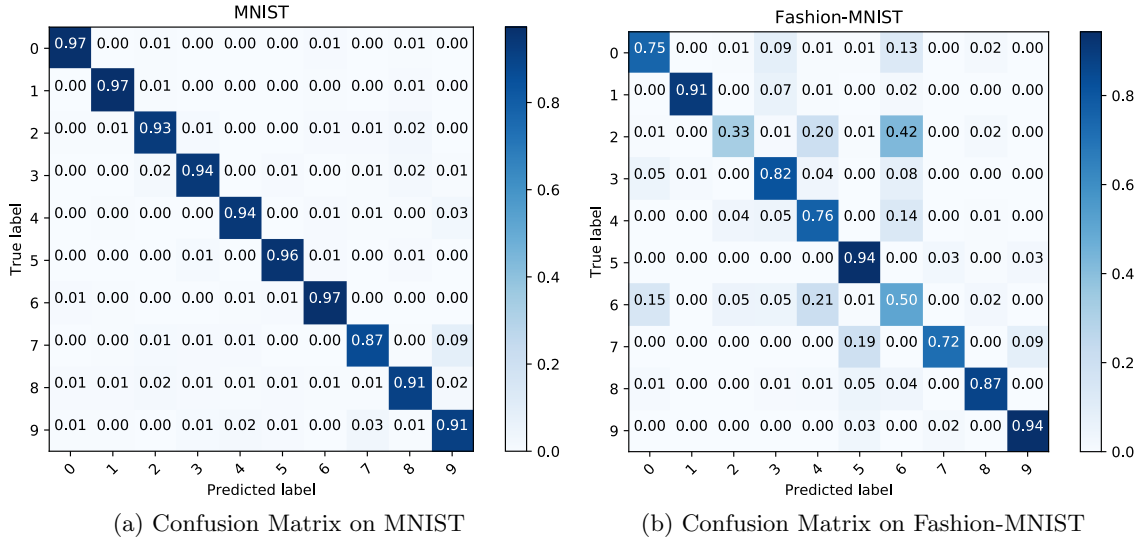 MNIST
0 0.97 0.00 0.01 0.00 0.00 0.00 0.01 0.00 0.01 0.00
1 0.00 0.97 0.01 0.00 0.00 0.00 0.00 0.00 0.01 0.00
2 0.00 0.01 0.93 0.01 0.00 0.00 0.01 0.01 0.02 0.00
3 0.00 0.00 0.02 0.94 0.00 0.01 0.00 0.01 0.02 0.01
4 0.00 0.00 0.01 0.00 0.94 0.00 0.01 0.01 0.00 0.03
5 0.00 0.00 0.00 0.01 0.00 0.96 0.01 0.00 0.01 0.00
6 0.01 0.00 0.00 0.00 0.01 0.01 0.97 0.00 0.00 0.00
7 0.00 0.00 0.01 0.01 0.01 0.00 0.00 0.87 0.00 0.09
8 0.01 0.01 0.02 0.01 0.01 0.01 0.01 0.01 0.91 0.02
9 0.01 0.00 0.00 0.01 0.02 0.01 0.00 0.03 0.01 0.91
0 1 2 3 4 5 6 7 8 9
True label
Predicted label
0.8
0.6
0.4
0.2
0.0
(a) Confusion Matrix on MNIST
Fashion-MNIST
0 0.75 0.00 0.01 0.09 0.01 0.01 0.13 0.00 0.02 0.00
1 0.00 0.91 0.00 0.07 0.01 0.00 0.02 0.00 0.00 0.00
2 0.01 0.00 0.33 0.01 0.20 0.01 0.42 0.00 0.02 0.00
3 0.05 0.01 0.00 0.82 0.04 0.00 0.08 0.00 0.00 0.00
4 0.00 0.00 0.04 0.05 0.76 0.00 0.14 0.00 0.01 0.00
5 0.00 0.00 0.00 0.00 0.00 0.94 0.00 0.03 0.00 0.03
6 0.15 0.00 0.05 0.05 0.21 0.01 0.50 0.00 0.02 0.00
7 0.00 0.00 0.00 0.00 0.00 0.19 0.00 0.72 0.00 0.09
8 0.01 0.00 0.00 0.01 0.01 0.05 0.04 0.00 0.87 0.00
9 0.00 0.00 0.00 0.00 0.00 0.03 0.00 0.02 0.00 0.94
0 1 2 3 4 5 6 7 8 9
True label
Predicted label
0.8
0.6
0.4
0.2
0.0
(b) Confusion Matrix on Fashion-MNIST